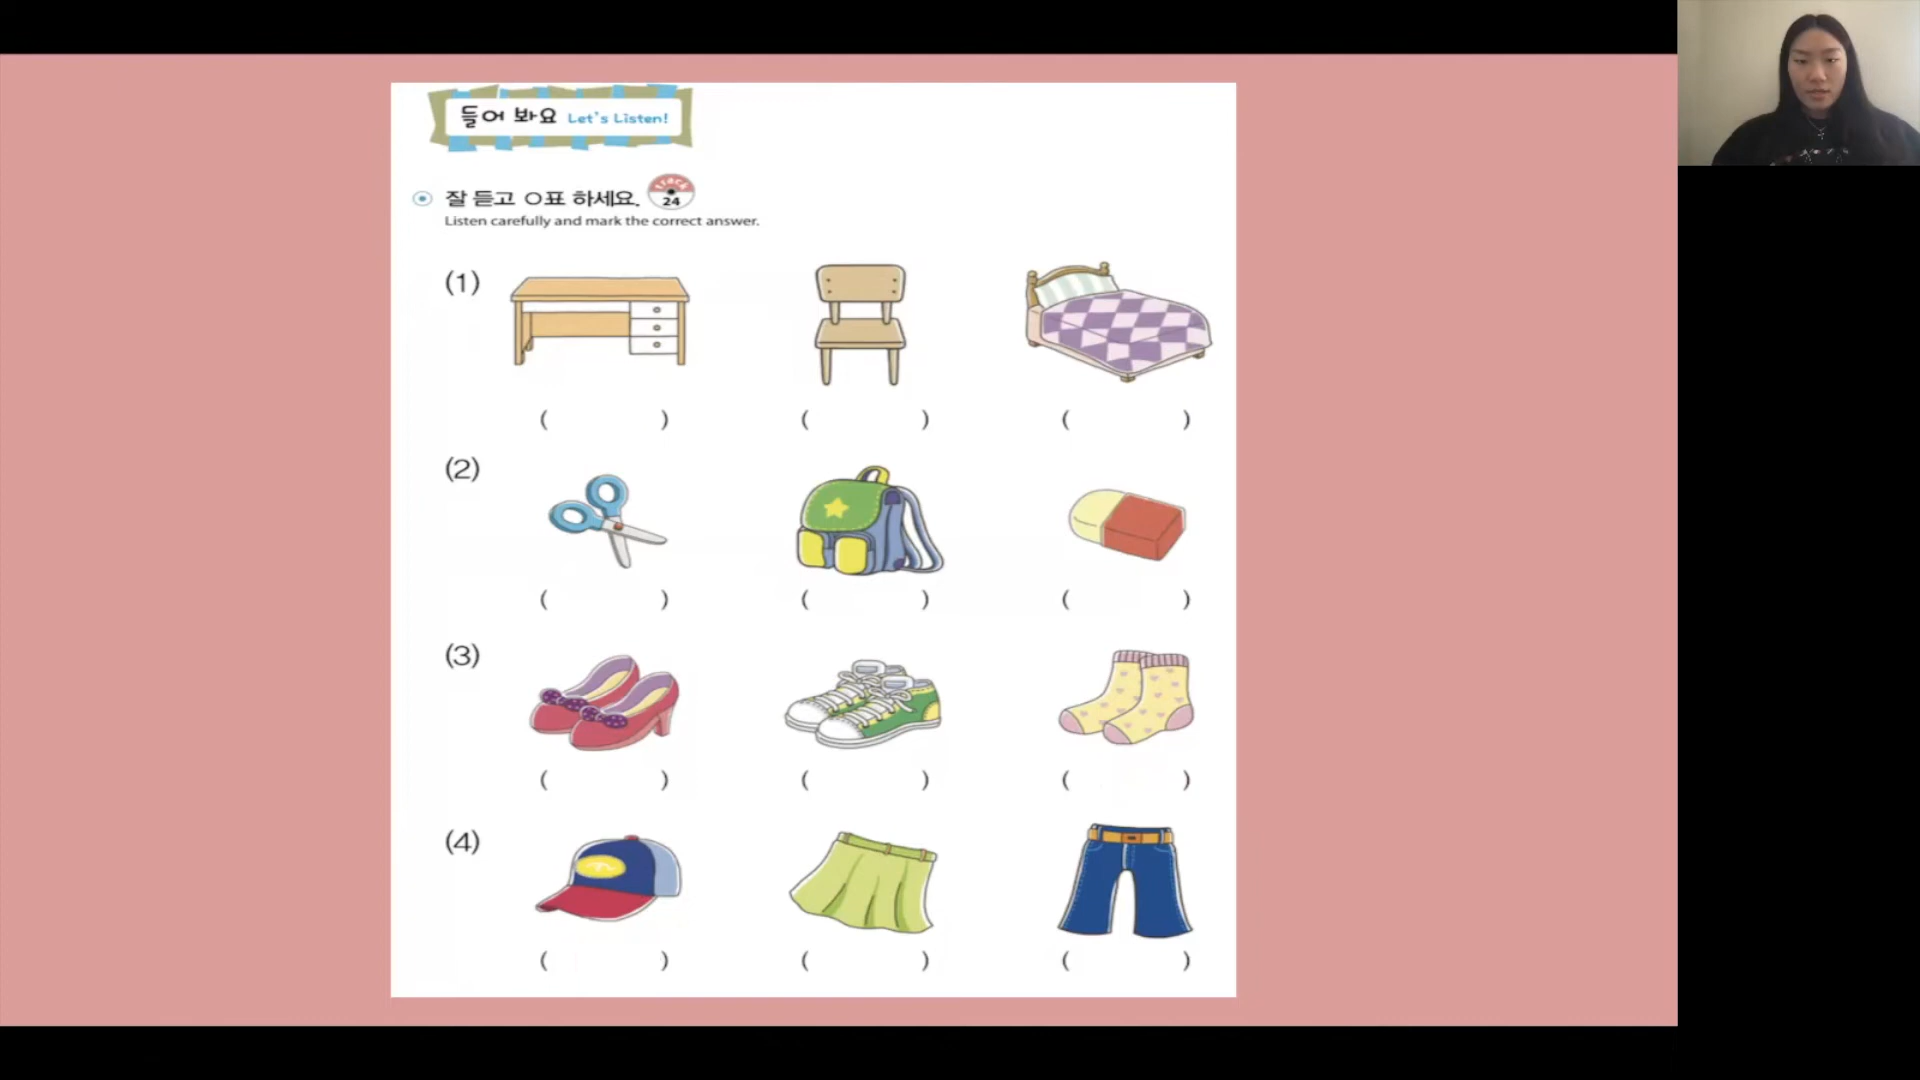 들어 봐요 Let's Listen!
잘 듣고 ○표 하세요. Track 24
Listen carefully and mark the correct answer.
(1)
( ) ( ) ( )
(2)
( ) ( ) ( )
(3)
( ) ( ) ( )
(4)
( ) ( ) ( )